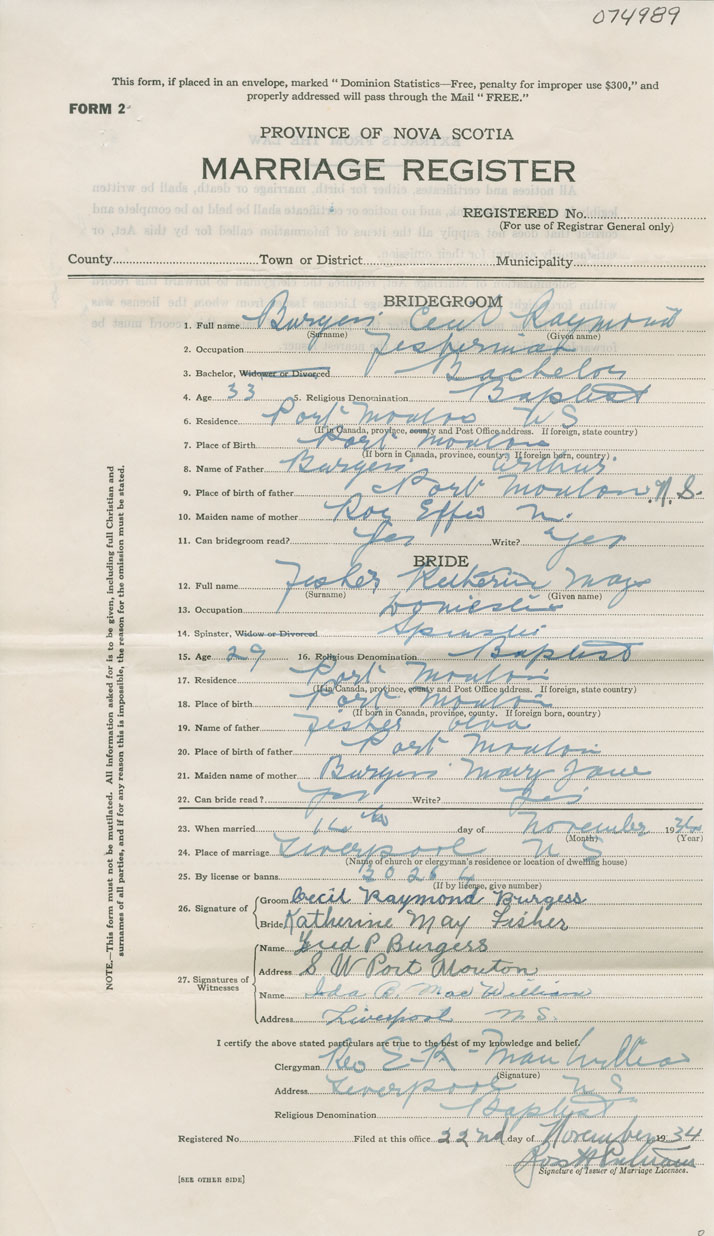 074989
This form, if placed in an envelope, marked “ Dominion Statistics—Free, penalty for improper use $300,” and
properly addressed will pass through the Mail “ FREE.”
FORM 2
PROVINCE OF NOVA SCOTIA
MARRIAGE REGISTER
REGISTERED No.
(For use of Registrar General only)
County Town or District Municipality
BRIDEGROOM
1. Full name Burgess Cecil Raymond
(Surname) (Given name)
2. Occupation Fisherman
3. Bachelor, Widower or Divorced Bachelor
4. Age 33 5. Religious Denomination Baptist
6. Residence Port Mouton N S
(If in Canada, province, county and Post Office address. If foreign, state country)
7. Place of Birth Port Mouton
(If born in Canada, province, county. If foreign born, country)
8. Name of Father Burgess Arthur
9. Place of birth of father Port Mouton N. S.
10. Maiden name of mother Roy Effie M.
11. Can bridegroom read? Yes Write? Yes
BRIDE
12. Full name Fisher Katherine May
(Surname) (Given name)
13. Occupation Domestic
14. Spinster, Widow or Divorced Spinster
15. Age 29 16. Religious Denomination Baptist
17. Residence Port Mouton
(If in Canada, province, county and Post Office address. If foreign, state country)
18. Place of birth Port Mouton
(If born in Canada, province, county. If foreign born, country)
19. Name of father Fisher
20. Place of birth of father Port Mouton
21. Maiden name of mother Burgess Mary Jane
22. Can bride read? Yes Write? Yes
23. When married 16th day of November 1934
(Month) (Year)
24. Place of marriage Liverpool N S
(Name of church or clergyman's residence or location of dwelling house)
25. By license or banns 30264
(If by license, give number)
26. Signature of Groom Cecil Raymond Burgess
Bride Katherine May Fisher
27. Signatures of Witnesses
Name Fred P Burgess
Address S W Port Mouton
Name Ida B. MacWilliam
Address Liverpool N.S.
I certify the above stated particulars are true to the best of my knowledge and belief.
Clergyman Rev E. R. MacWilliam
(Signature)
Address Liverpool N S
Religious Denomination Baptist
Registered No. Filed at this office 22nd day of November 1934
Signature of Issuer of Marriage Licenses.
[SEE OTHER SIDE]
NOTE.—This form must not be mutilated. All information asked for is to be given, including full Christian and
surnames of all parties, and if for any reason this is impossible, the reason for the omission must be stated.